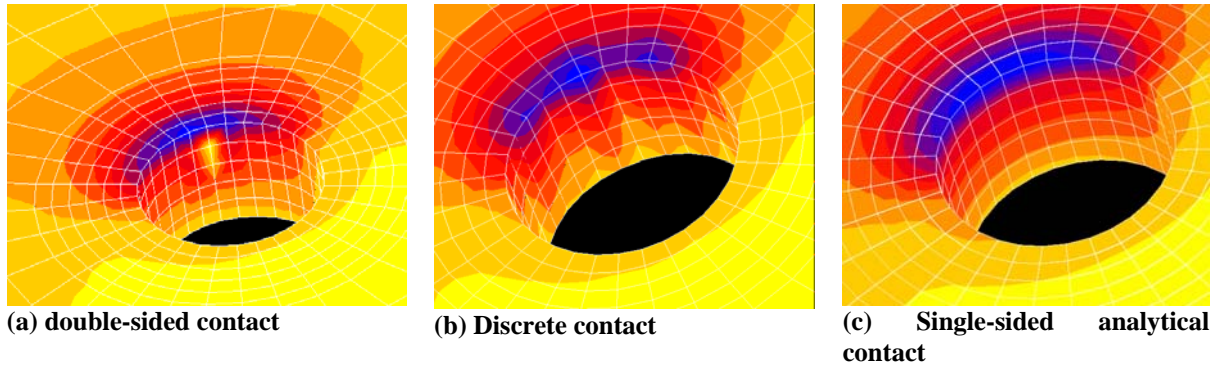 (a) double-sided contact
(b) Discrete contact
(c) Single-sided analytical
contact